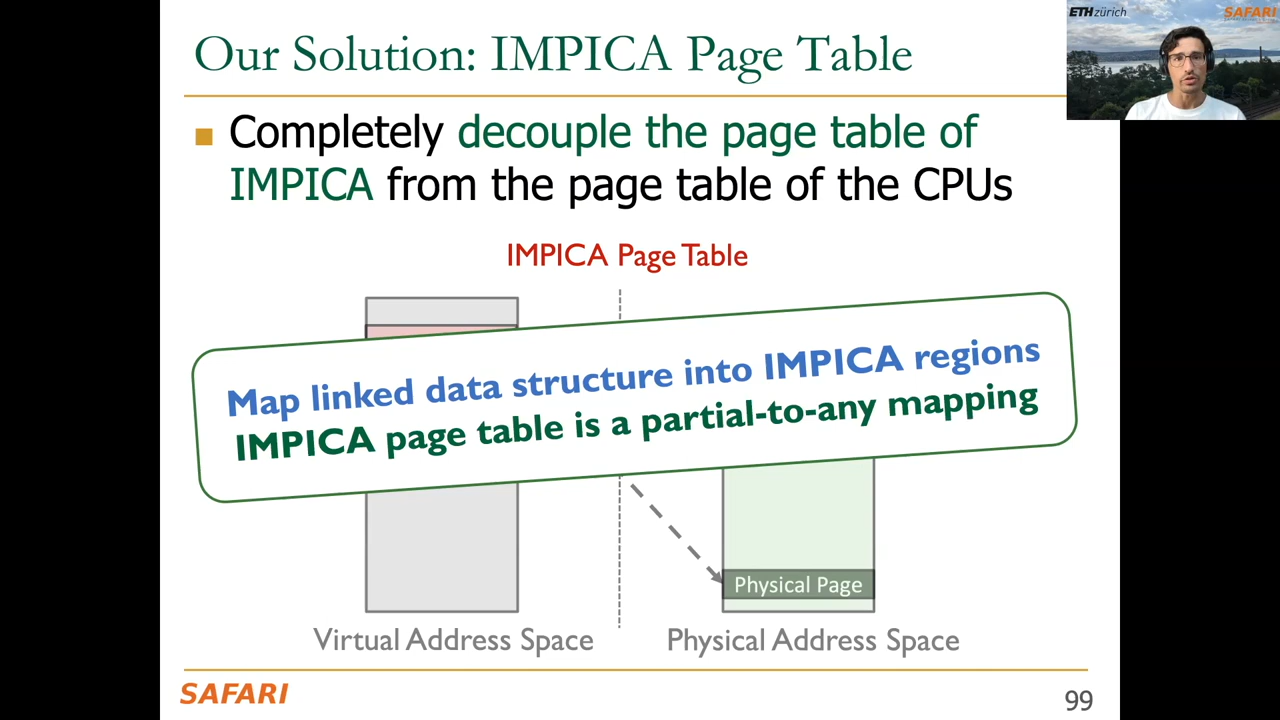 Our Solution: IMPICA Page Table
ETH zürich
SAFARI
Completely decouple the page table of
IMPICA from the page table of the CPUs
IMPICA Page Table
Map linked data structure into IMPICA regions
IMPICA page table is a partial-to-any mapping
Physical Page
Virtual Address Space
Physical Address Space
SAFARI
99